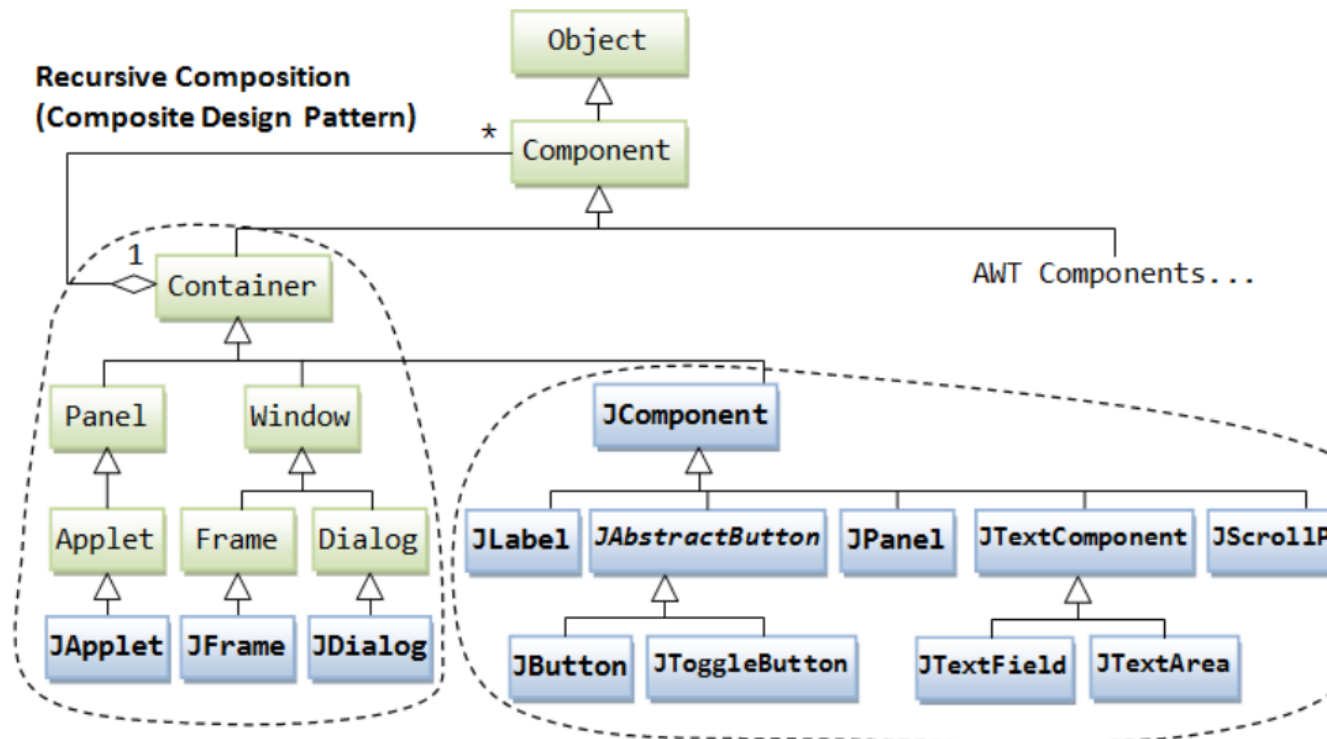 Object
Recursive Composition
(Composite Design Pattern)
*
Component
1
Container
AWT Components...
Panel
Window
JComponent
Applet
Frame
Dialog
JLabel
JAbstractButton
JPanel
JTextComponent
JScrollP
JApplet
JFrame
JDialog
JButton
JToggleButton
JTextField
JTextArea